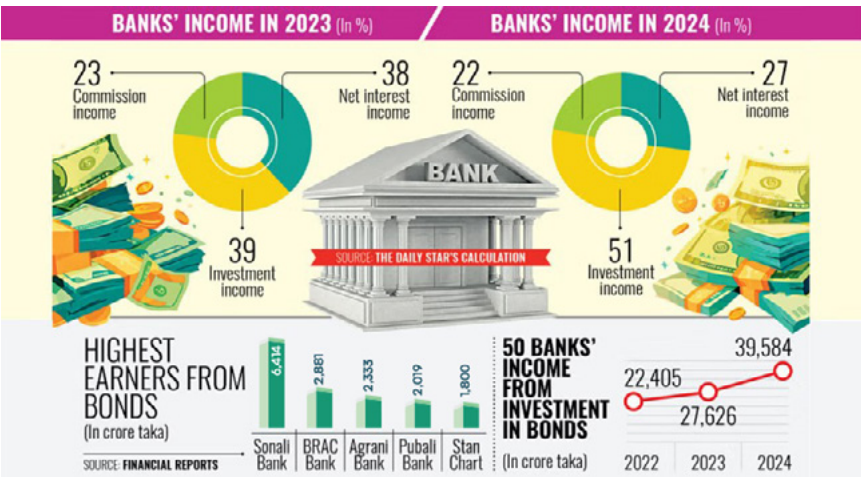 BANKS' INCOME IN 2023 (In %)
BANKS' INCOME IN 2024 (In %)
23
Commission
income
38
Net interest
income
39
Investment
income
22
Commission
income
27
Net interest
income
51
Investment
income
BANK
SOURCE: THE DAILY STAR'S CALCULATION
HIGHEST
EARNERS FROM
BONDS
(In crore taka)
SOURCE: FINANCIAL REPORTS
6,414
2,881
2,333
2,019
1,800
Sonali
Bank
BRAC
Bank
Agrani
Bank
Pubali
Bank
Stan
Chart
50 BANKS'
INCOME
FROM
INVESTMENT
IN BONDS
(In crore taka)
22,405
27,626
39,584
2022
2023
2024